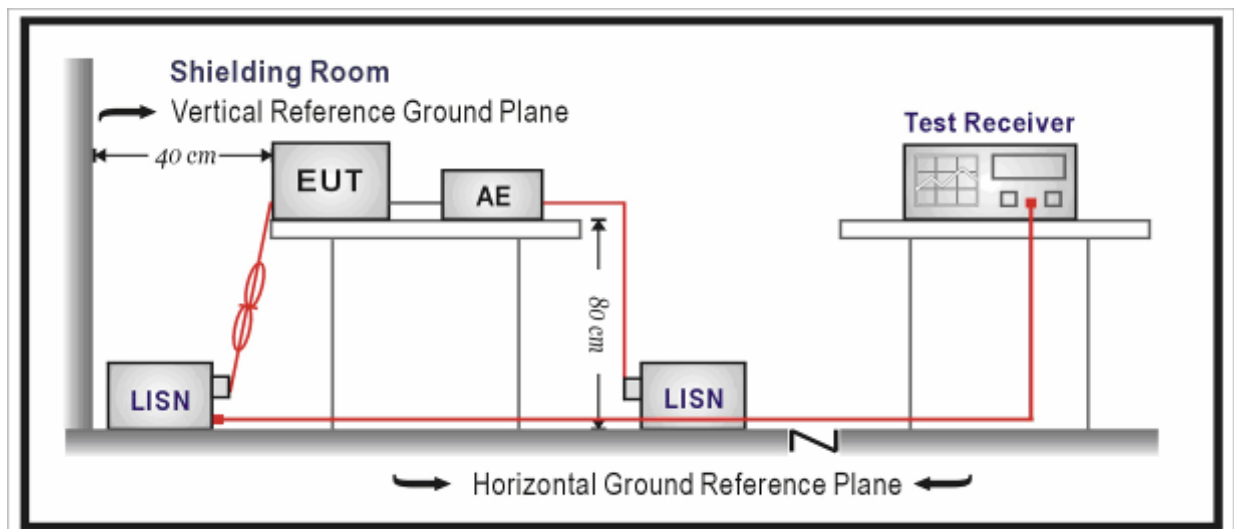 Shielding Room
Vertical Reference Ground Plane
Test Receiver
40 cm
EUT
AE
80 cm
LISN
LISN
Horizontal Ground Reference Plane